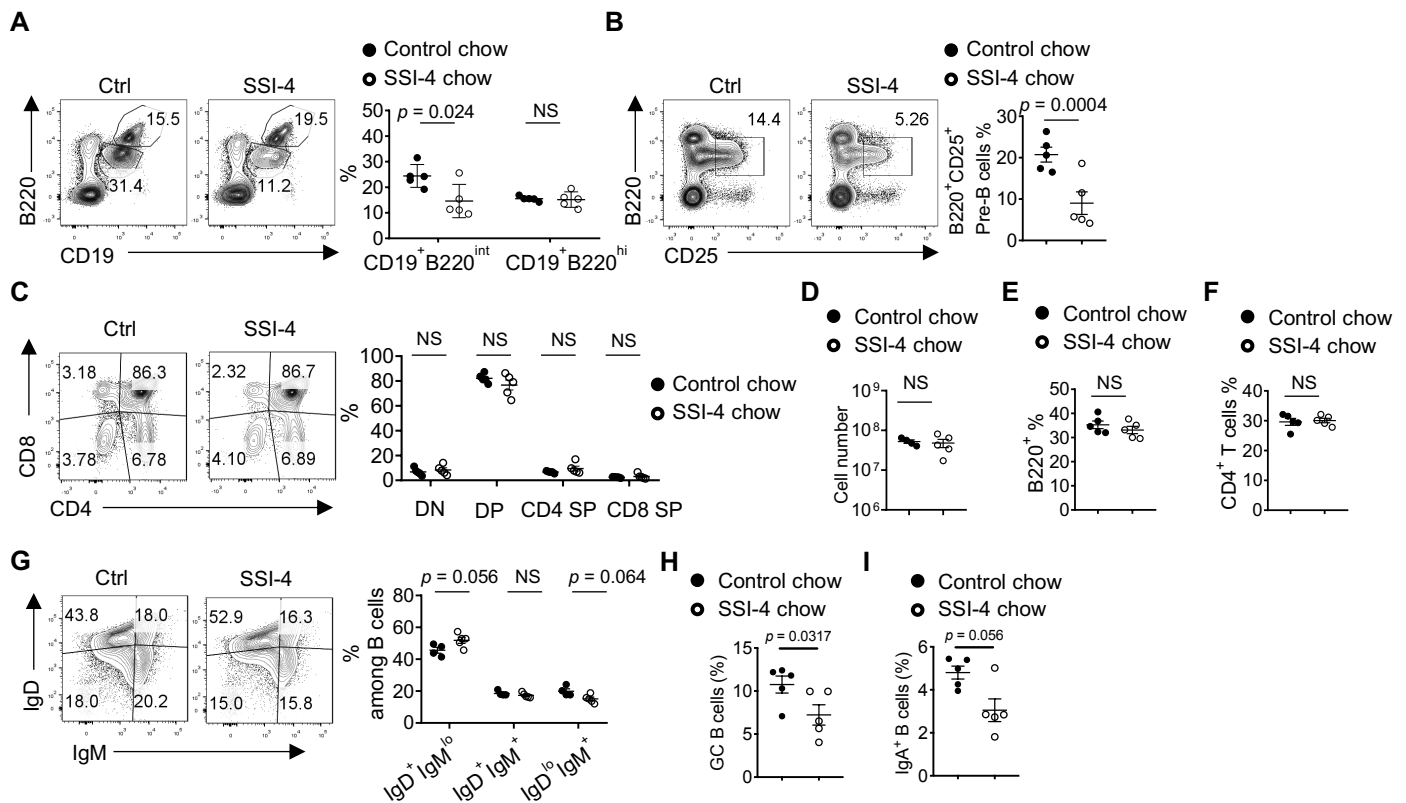 A
Control chow
SSI-4 chow
Ctrl
SSI-4
15.5
31.4
19.5
11.2
B220
CD19
%
50
40
30
20
10
0
p = 0.024
NS
CD19+B220int
CD19+B220hi
B
Control chow
SSI-4 chow
Ctrl
SSI-4
14.4
5.26
B220
CD25
B220+CD25+
Pre-B cells %
p = 0.0004
30
20
10
0
C
Ctrl
SSI-4
3.18
86.3
3.78
6.78
2.32
86.7
4.10
6.89
CD8
CD4
%
100
80
60
40
20
0
NS
NS
NS
NS
DN
DP
CD4 SP
CD8 SP
Control chow
SSI-4 chow
D
Control chow
SSI-4 chow
NS
Cell number
10^9
10^8
10^7
10^6
E
Control chow
SSI-4 chow
NS
B220+ %
50
40
30
20
10
0
F
Control chow
SSI-4 chow
NS
CD4+ T cells %
40
30
20
10
0
G
Ctrl
SSI-4
43.8
18.0
18.0
20.2
52.9
16.3
15.0
15.8
IgD
IgM
%
among B cells
80
60
40
20
0
p = 0.056
NS
p = 0.064
IgD+IgMlo
IgD+IgM+
IgDloIgM+
H
Control chow
SSI-4 chow
p = 0.0317
GC B cells (%)
15
10
5
0
I
Control chow
SSI-4 chow
p = 0.056
IgA+ B cells (%)
6
4
2
0